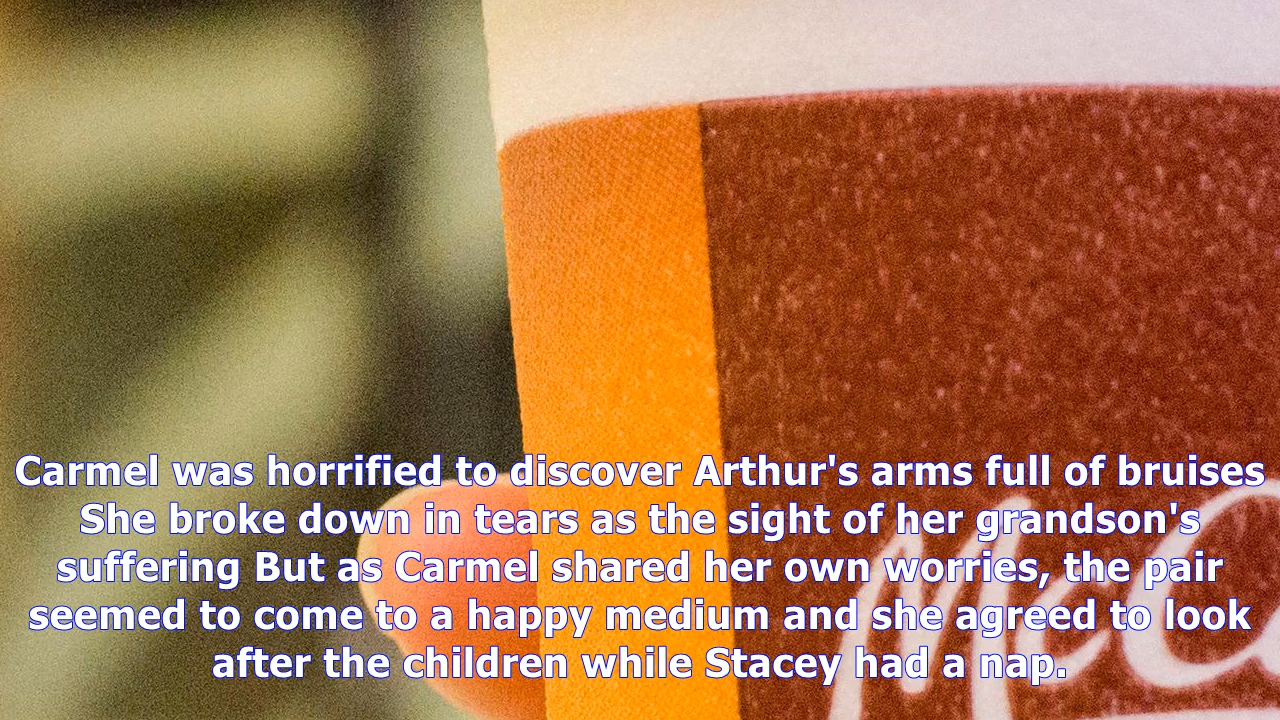 Carmel was horrified to discover Arthur's arms full of bruises
She broke down in tears as the sight of her grandson's
suffering But as Carmel shared her own worries, the pair
seemed to come to a happy medium and she agreed to look
after the children while Stacey had a nap.
McC